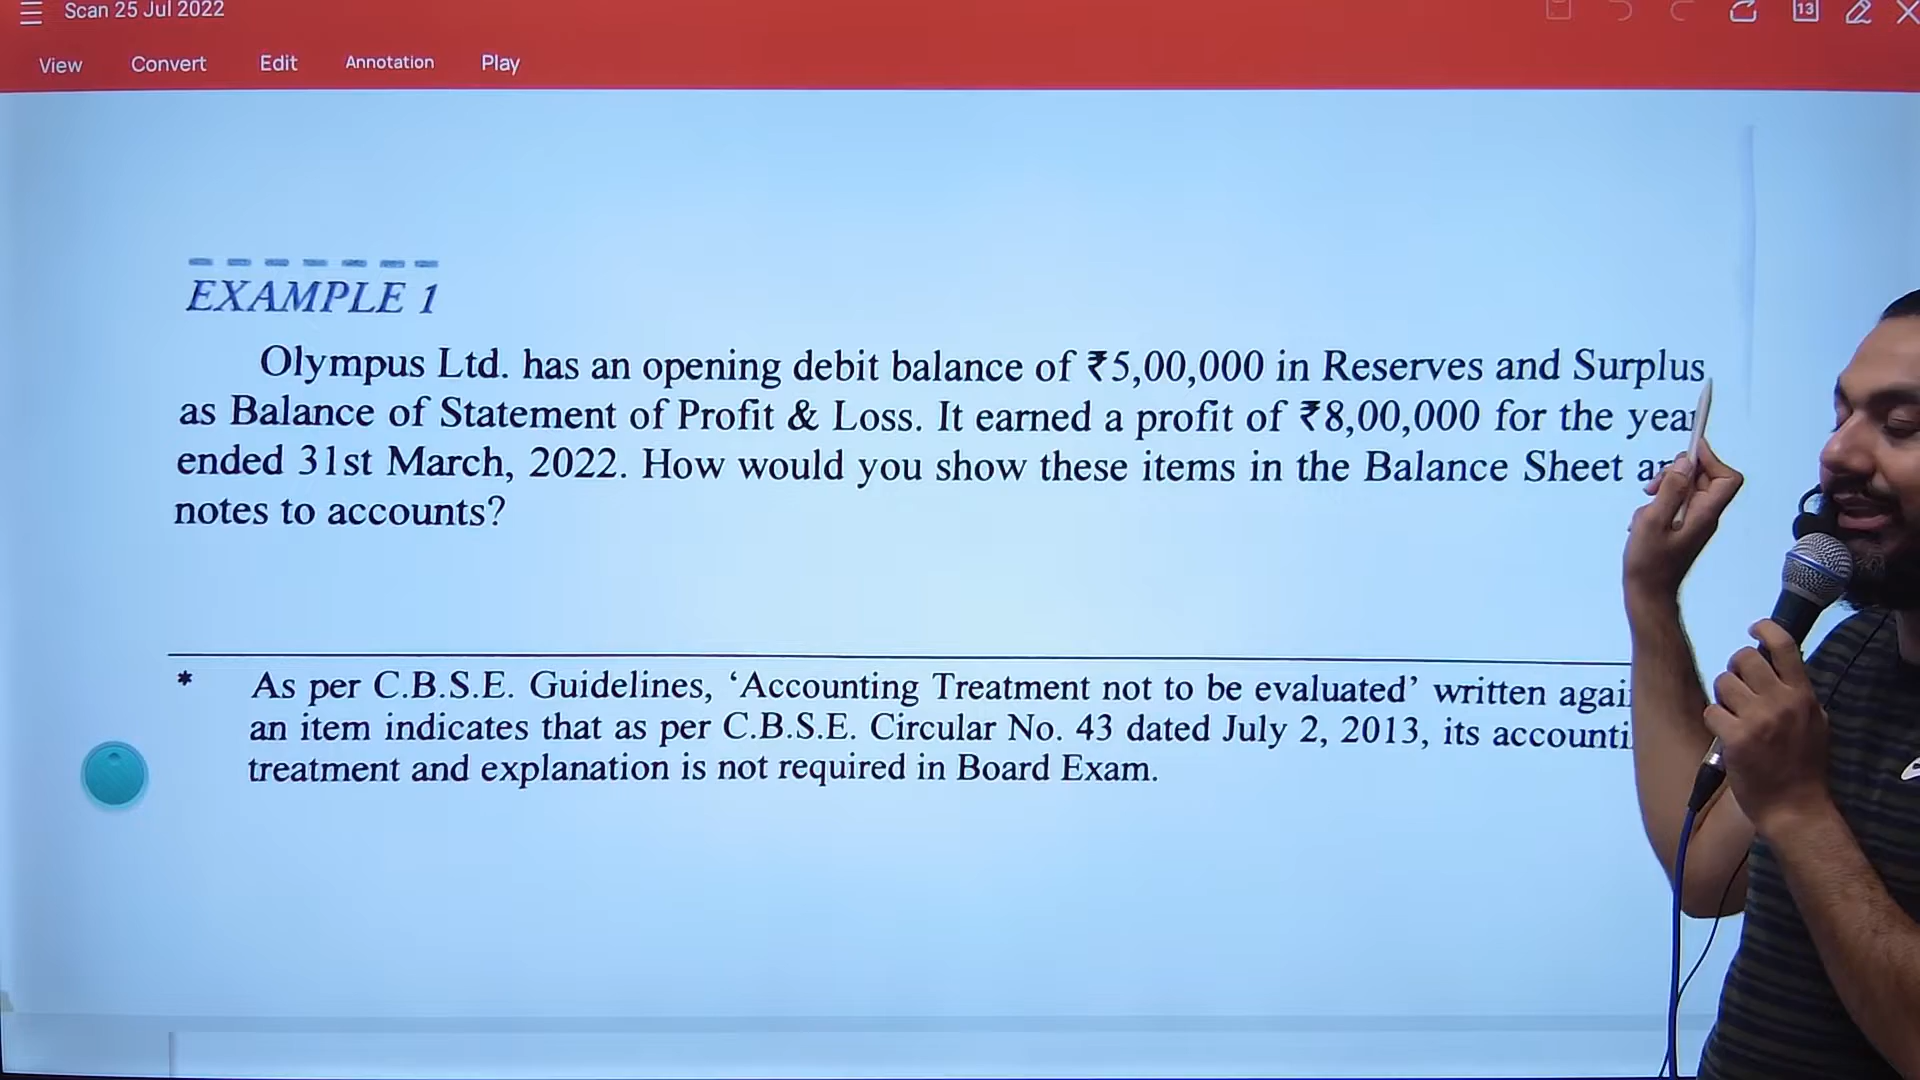 Scan 25 Jul 2022
13
View Convert Edit Annotation Play
EXAMPLE 1
Olympus Ltd. has an opening debit balance of ₹5,00,000 in Reserves and Surplus
as Balance of Statement of Profit & Loss. It earned a profit of ₹8,00,000 for the year
ended 31st March, 2022. How would you show these items in the Balance Sheet
notes to accounts?
* As per C.B.S.E. Guidelines, ‘Accounting Treatment not to be evaluated’ written
an item indicates that as per C.B.S.E. Circular No. 43 dated July 2, 2013, its
treatment and explanation is not required in Board Exam.